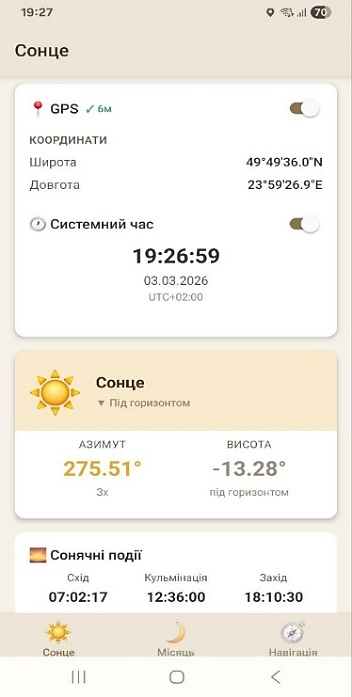 19:27 70
Сонце
GPS ✓ 6м
КООРДИНАТИ
Широта 49°49'36.0"N
Довгота 23°59'26.9"E
Системний час
19:26:59
03.03.2026
UTC+02:00
Сонце
▼ Під горизонтом
АЗИМУТ ВИСОТА
275.51° -13.28°
Зх під горизонтом
Сонячні події
Схід Кульмінація Захід
07:02:17 12:36:00 18:10:30
Сонце Місяць Навігація